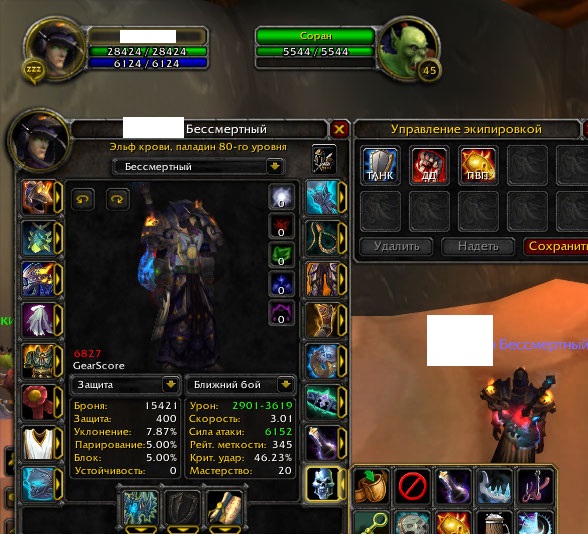 Соран
28424 / 28424
5544 / 5544
6124 / 6124
zzz
45
Бессмертный
Управление экипировкой
Эльф крови, паладин 80-го уровня
Бессмертный
ТАНК
ДД
ПВП
0
0
0
0
0
Удалить
Надеть
Сохранить
Бессмертный
6827
GearScore
Защита
Ближний бой
Броня: 15421
Защита: 400
Уклонение: 7.87%
Парирование: 5.00%
Блок: 5.00%
Устойчивость: 0
Урон: 2901-3619
Скорость: 3.01
Сила атаки: 6152
Рейт. меткости: 345
Крит. удар: 46.23%
Мастерство: 20